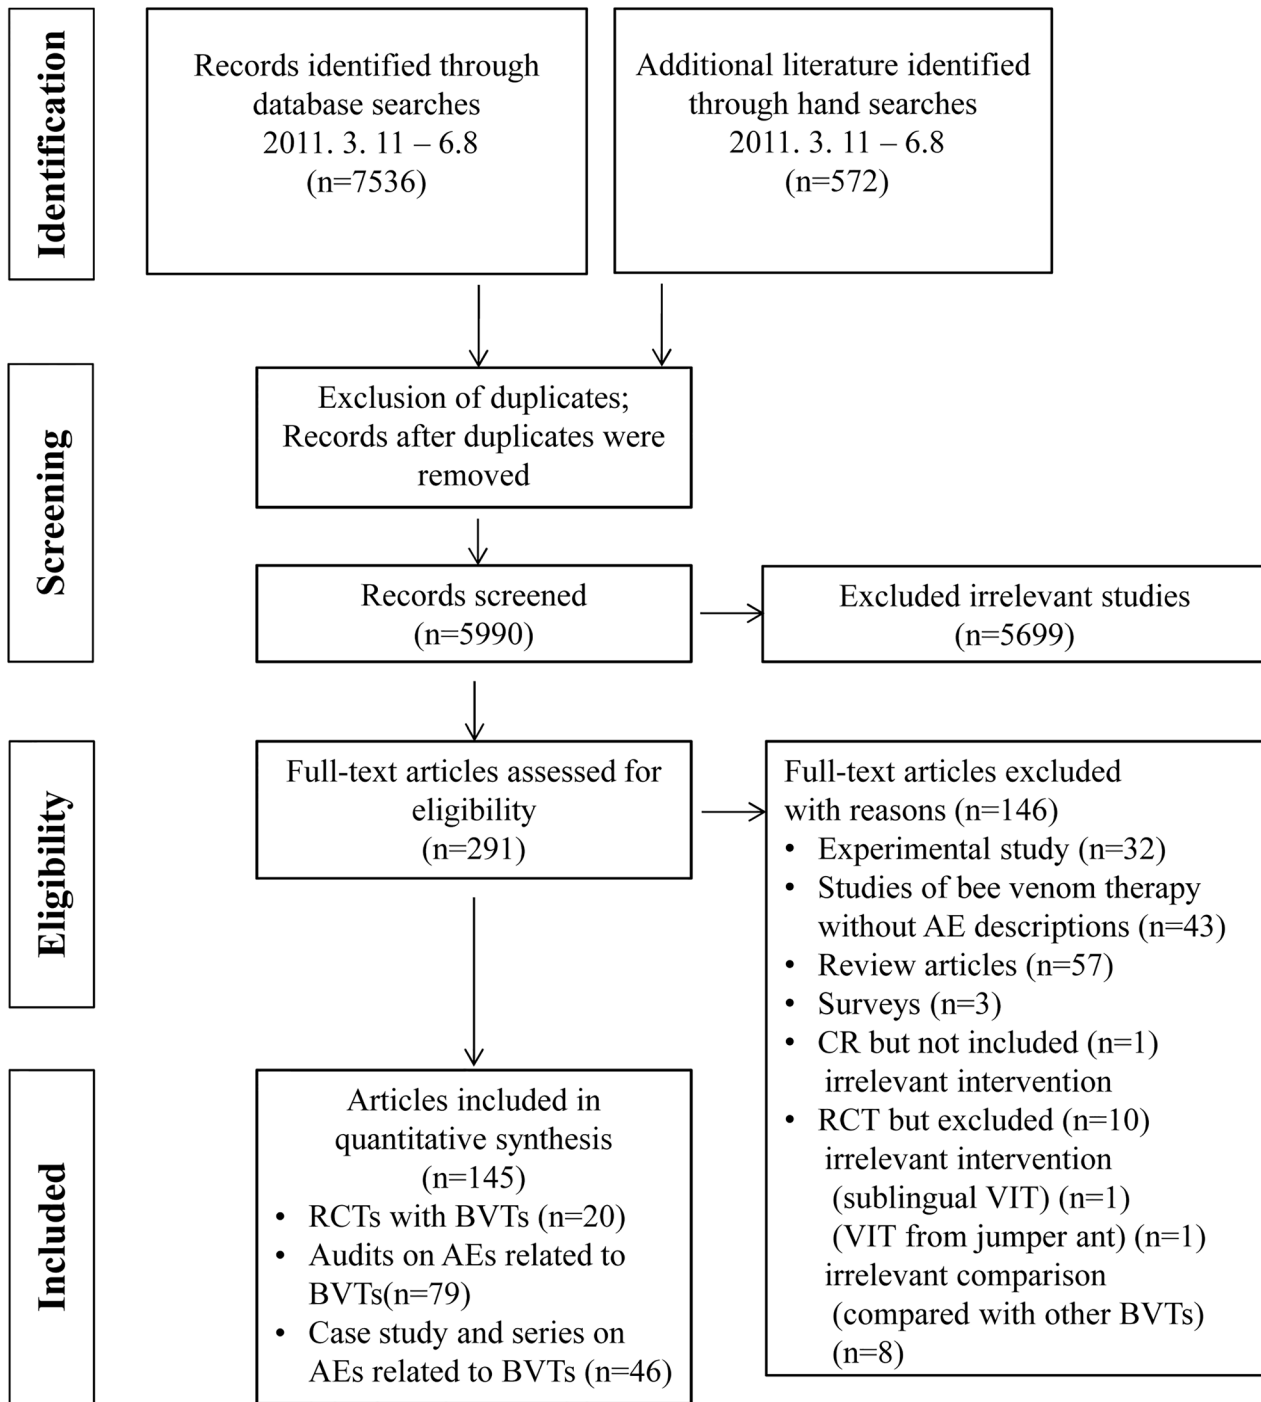 Identification
Records identified through
database searches
2011. 3. 11 – 6.8
(n=7536)
Additional literature identified
through hand searches
2011. 3. 11 – 6.8
(n=572)
Screening
Exclusion of duplicates;
Records after duplicates were
removed
Records screened
(n=5990)
Excluded irrelevant studies
(n=5699)
Eligibility
Full-text articles assessed for
eligibility
(n=291)
Full-text articles excluded
with reasons (n=146)
• Experimental study (n=32)
• Studies of bee venom therapy
without AE descriptions (n=43)
• Review articles (n=57)
• Surveys (n=3)
• CR but not included (n=1)
irrelevant intervention
• RCT but excluded (n=10)
irrelevant intervention
(sublingual VIT) (n=1)
(VIT from jumper ant) (n=1)
irrelevant comparison
(compared with other BVTs)
(n=8)
Included
Articles included in
quantitative synthesis
(n=145)
• RCTs with BVTs (n=20)
• Audits on AEs related to
BVTs(n=79)
• Case study and series on
AEs related to BVTs (n=46)